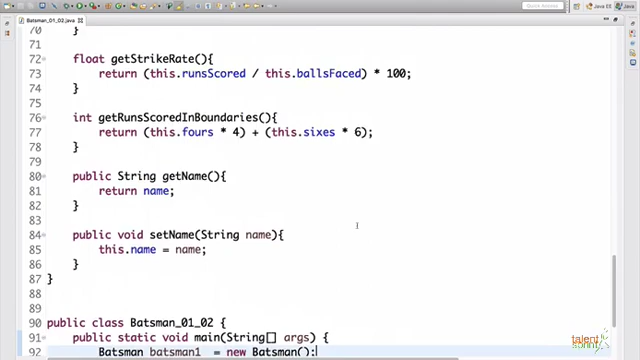 Quick Access
Java EE
Java
Batsman_01_02.java
70 }
71
72 float getStrikeRate(){
73 return (this.runsScored / this.ballsFaced) * 100;
74 }
75
76 int getRunsScoredInBoundaries(){
77 return (this.fours * 4) + (this.sixes * 6);
78 }
79
80 public String getName(){
81 return name;
82 }
83
84 public void setName(String name){
85 this.name = name;
86 }
87 }
88
89
90 public class Batsman_01_02 {
91 public static void main(String[] args) {
92 Batsman batsman1 = new Batsman();
talent
sprint